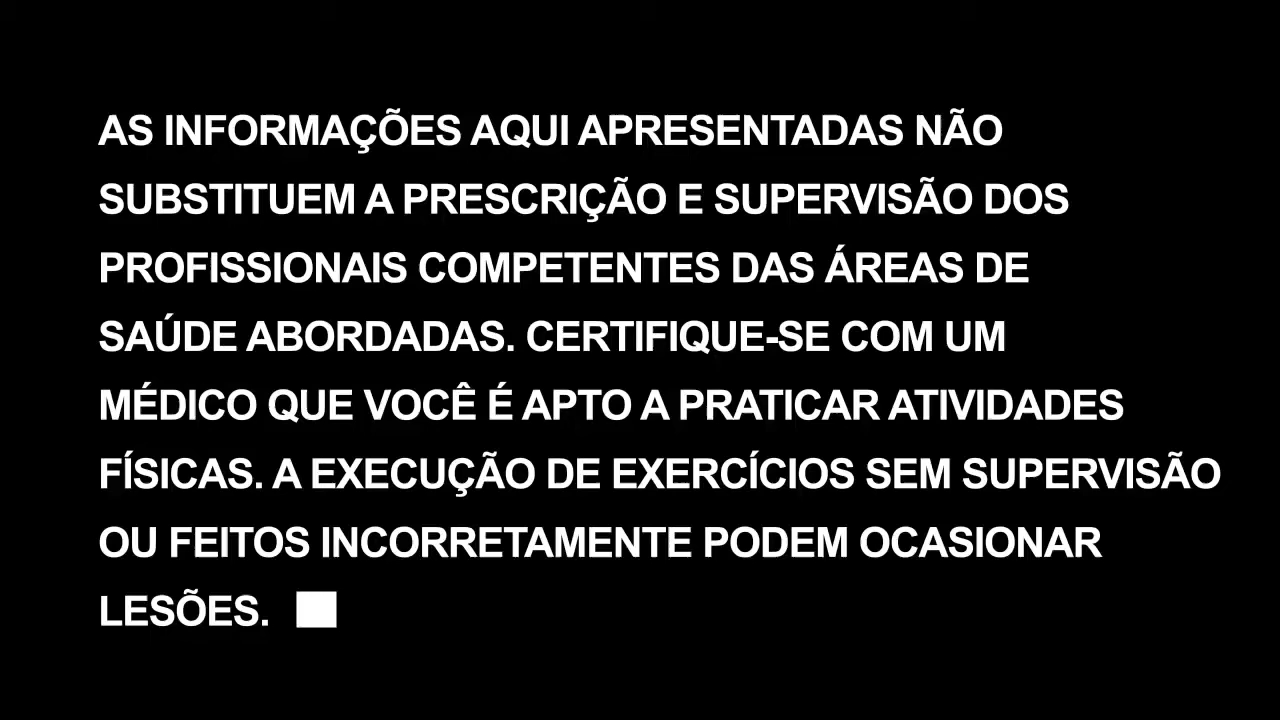 AS INFORMAÇÕES AQUI APRESENTADAS NÃO
SUBSTITUEM A PRESCRIÇÃO E SUPERVISÃO DOS
PROFISSIONAIS COMPETENTES DAS ÁREAS DE
SAÚDE ABORDADAS. CERTIFIQUE-SE COM UM
MÉDICO QUE VOCÊ É APTO A PRATICAR ATIVIDADES
FÍSICAS. A EXECUÇÃO DE EXERCÍCIOS SEM SUPERVISÃO
OU FEITOS INCORRETAMENTE PODEM OCASIONAR
LESÕES.